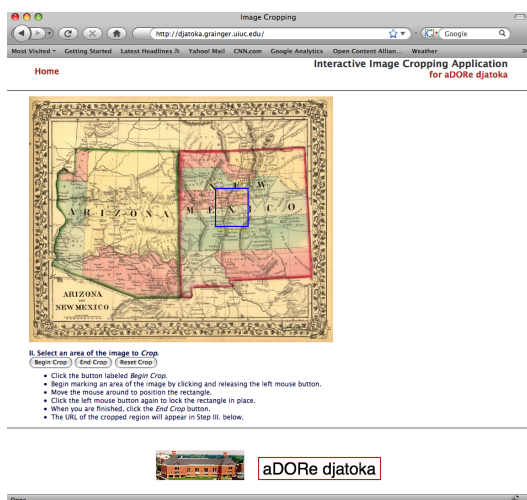 Image Cropping
http://djatoka.grainger.uiuc.edu/
Google
Most Visited
Getting Started
Latest Headlines
Yahoo! Mail
CNN.com
Google Analytics
Open Content Allian...
Weather
»
Home
Interactive Image Cropping Application
for aDORe djatoka
NEW
ARIZONA
MEXICO
ARIZONA
AND
NEW MEXICO
II. Select an area of the image to Crop.
Begin Crop
End Crop
Reset Crop
• Click the button labeled Begin Crop.
• Begin marking an area of the image by clicking and releasing the left mouse button.
• Move the mouse around to position the rectangle.
• Click the left mouse button again to lock the rectangle in place.
• When you are finished, click the End Crop button.
• The URL of the cropped region will appear in Step III. below.
aDORe djatoka
Done